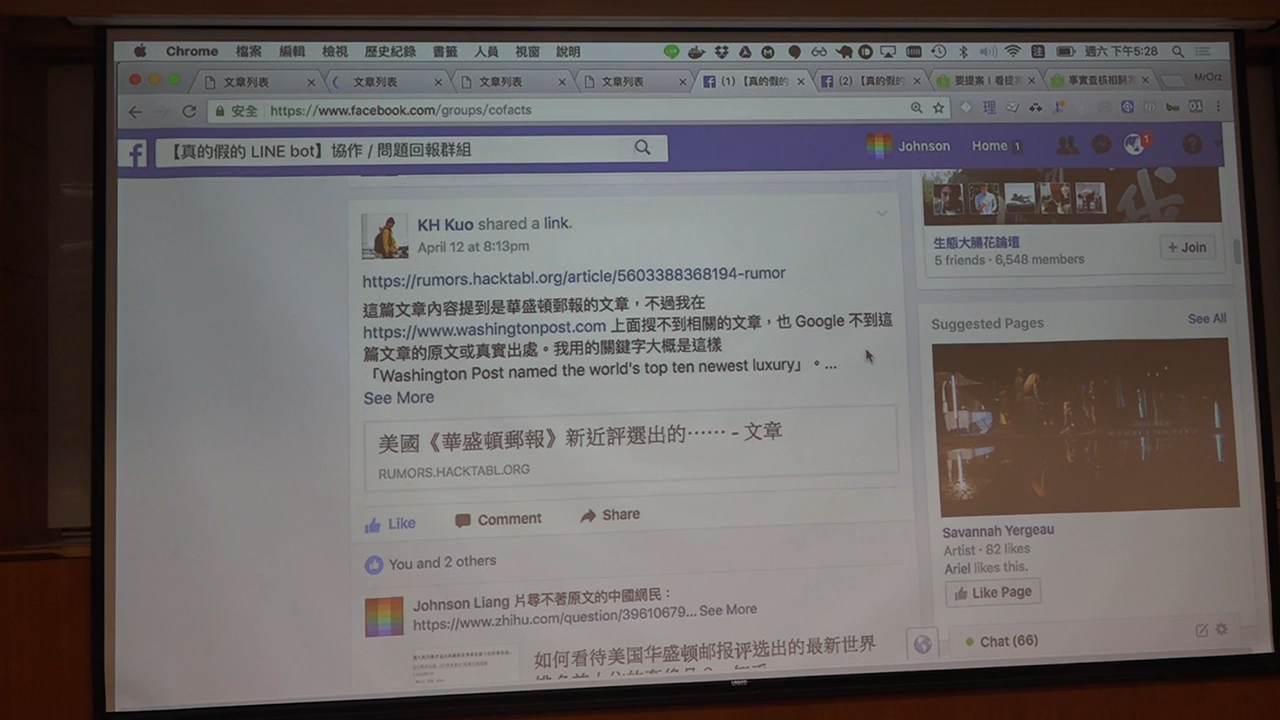 Chrome 檔案 編輯 檢視 歷史紀錄 書籤 人員 視窗 說明 週六 下午5:28
文章列表 文章列表 文章列表 文章列表 (1) 【真的假的 (2) 【真的假的 要提案！看提案 MrOrz
安全 https://www.facebook.com/groups/cofacts
【真的假的 LINE bot】協作 / 問題回報群組 Johnson Home 1 1
KH Kuo shared a link.
April 12 at 8:13pm
https://rumors.hacktabl.org/article/5603388368194-rumor
這篇文章內容提到是華盛頓郵報的文章，不過我在
https://www.washingtonpost.com 上面搜不到相關的文章，也 Google 不到這
篇文章的原文或真實出處。我用的關鍵字大概是這樣
「Washington Post named the world's top ten newest luxury」。...
See More
美國《華盛頓郵報》新近評選出的⋯⋯ - 文章
RUMORS.HACKTABL.ORG
Like Comment Share
You and 2 others
Johnson Liang 片尋不著原文的中國網民：
https://www.zhihu.com/question/39610679... See More
如何看待美国华盛顿邮报评选出的最新世界
生態大腸花論壇
5 friends · 6,548 members
+ Join
Suggested Pages See All
Savannah Yergeau
Artist · 82 likes
Ariel likes this.
Like Page
Chat (66)